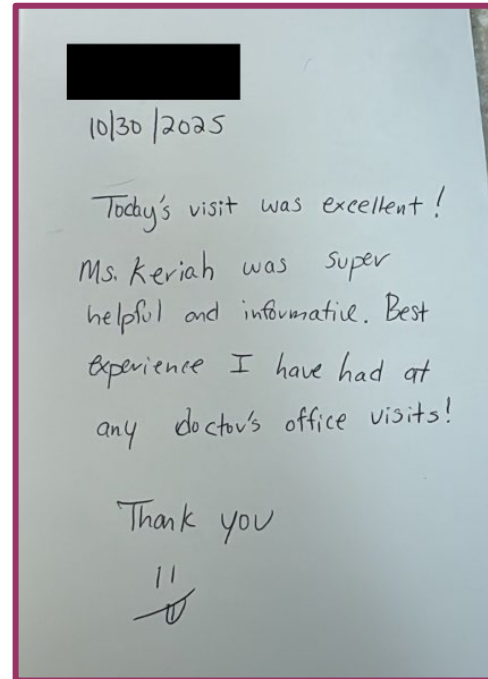 10/30/2025
Today's visit was excellent!
Ms. Keriah was super
helpful and informative. Best
experience I have had at
any doctor's office visits!
Thank you